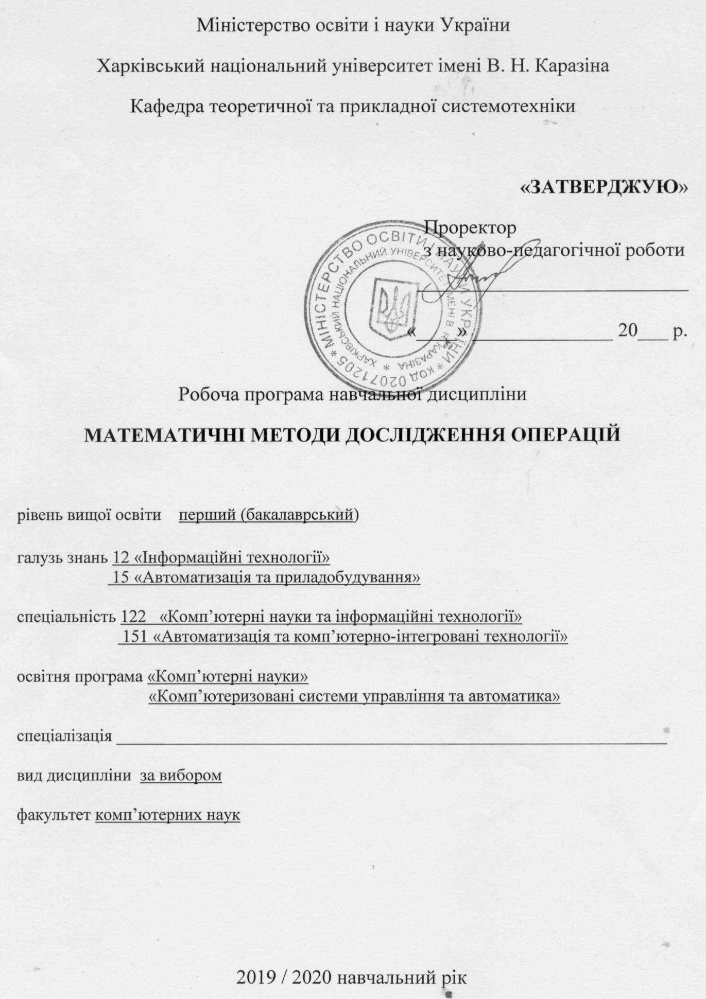 Міністерство освіти і науки України
Харківський національний університет імені В. Н. Каразіна
Кафедра теоретичної та прикладної системотехніки
«ЗАТВЕРДЖУЮ»
Проректор
з науково-педагогічної роботи
«____» ______________ 20___ р.
* МІНІСТЕРСТВО ОСВІТИ І НАУКИ УКРАЇНИ * КОД 02071205
ХАРКІВСЬКИЙ НАЦІОНАЛЬНИЙ УНІВЕРСИТЕТ ІМЕНІ В. Н. КАРАЗІНА *
Робоча програма навчальної дисципліни
МАТЕМАТИЧНІ МЕТОДИ ДОСЛІДЖЕННЯ ОПЕРАЦІЙ
рівень вищої освіти перший (бакалаврський)
галузь знань 12 «Інформаційні технології»
15 «Автоматизація та приладобудування»
спеціальність 122 «Комп’ютерні науки та інформаційні технології»
151 «Автоматизація та комп’ютерно-інтегровані технології»
освітня програма «Комп’ютерні науки»
«Комп’ютеризовані системи управління та автоматика»
спеціалізація ____________________
вид дисципліни за вибором
факультет комп’ютерних наук
2019 / 2020 навчальний рік